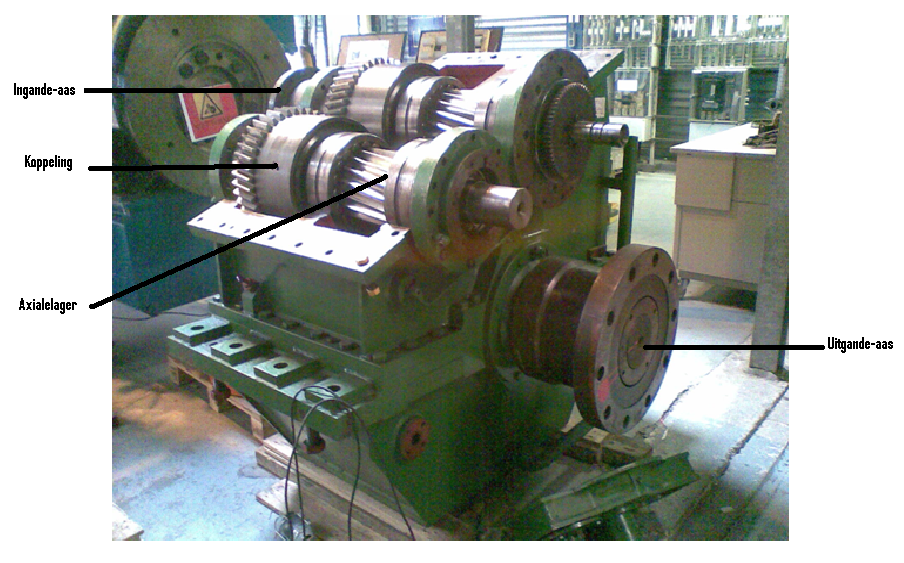 Ingande-aas
Koppeling
Axialelager
Uitgande-aas